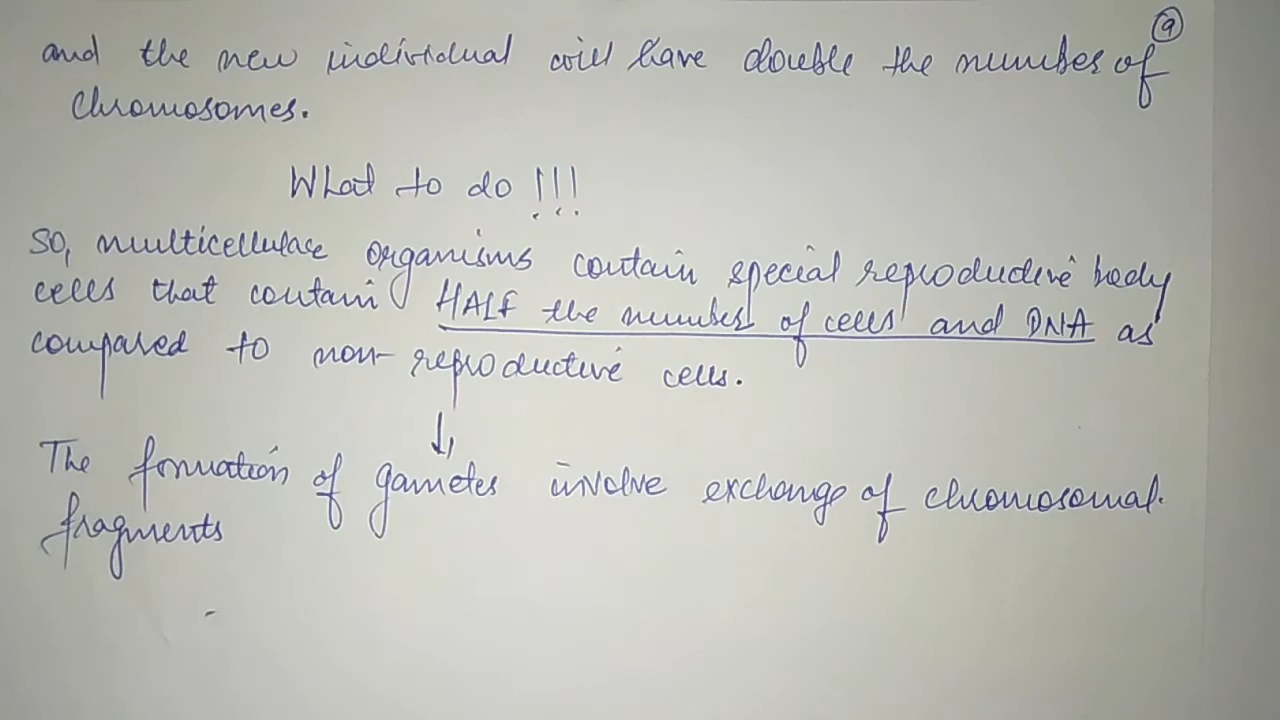 9
and the new individual will have double the number of
chromosomes.
What to do !!!
So, multicellular organisms contain special reproductive body
cells that contain HALF the number of cells and DNA as
compared to non-reproductive cells.
↓
The formation of gametes involve exchange of chromosomal
fragments